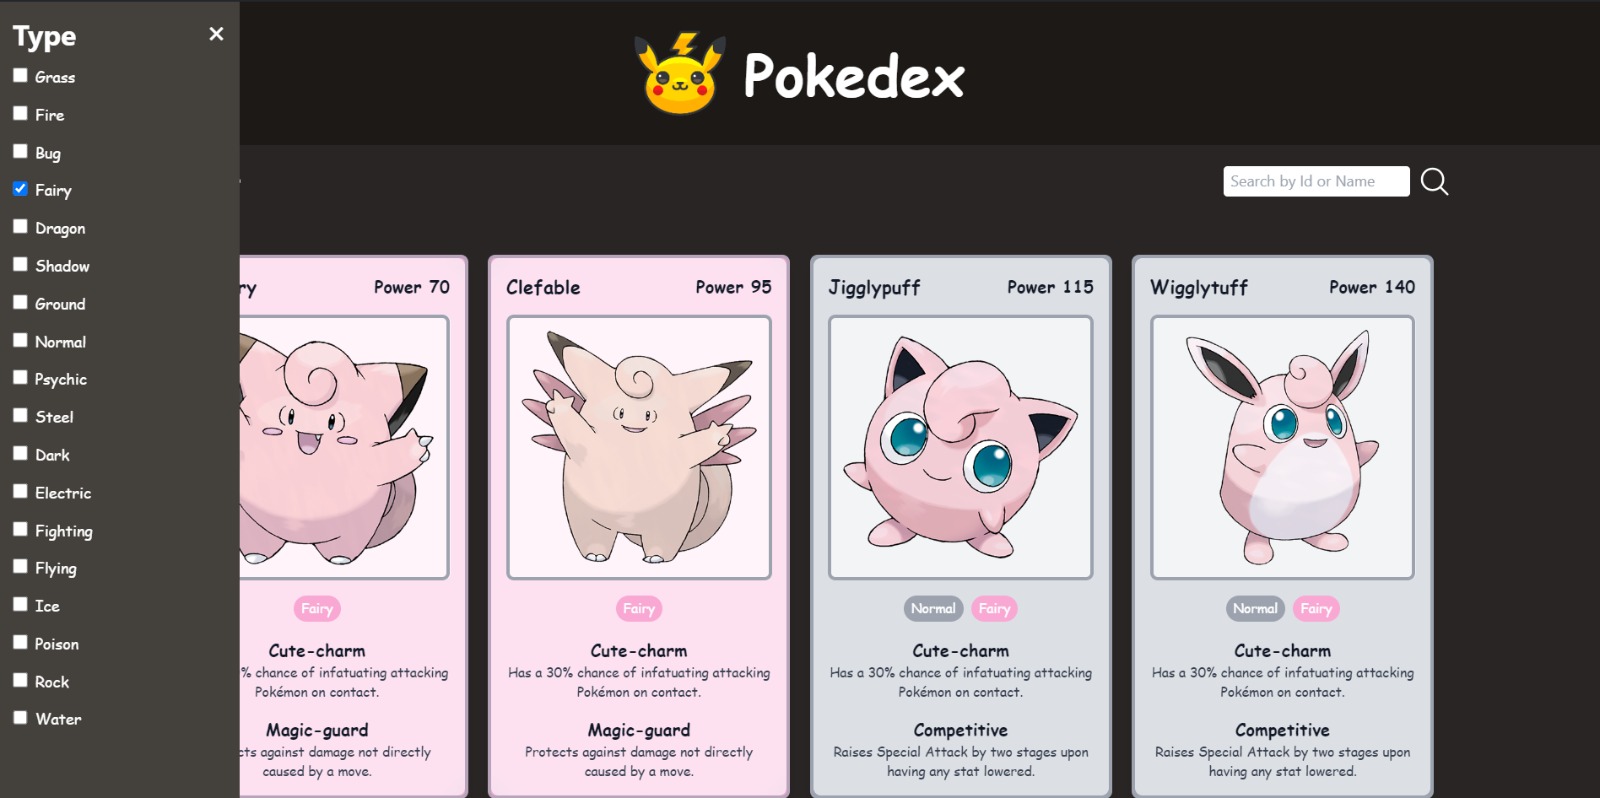 Type
Grass
Fire
Bug
Fairy
Dragon
Shadow
Ground
Normal
Psychic
Steel
Dark
Electric
Fighting
Flying
Ice
Poison
Rock
Water
Pokedex
Search by Id or Name
ry Power 70
Fairy
Cute-charm
% chance of infatuating attacking
Pokémon on contact.
Magic-guard
cts against damage not directly
caused by a move.
Clefable Power 95
Fairy
Cute-charm
Has a 30% chance of infatuating attacking
Pokémon on contact.
Magic-guard
Protects against damage not directly
caused by a move.
Jigglypuff Power 115
Normal Fairy
Cute-charm
Has a 30% chance of infatuating attacking
Pokémon on contact.
Competitive
Raises Special Attack by two stages upon
having any stat lowered.
Wigglytuff Power 140
Normal Fairy
Cute-charm
Has a 30% chance of infatuating attacking
Pokémon on contact.
Competitive
Raises Special Attack by two stages upon
having any stat lowered.